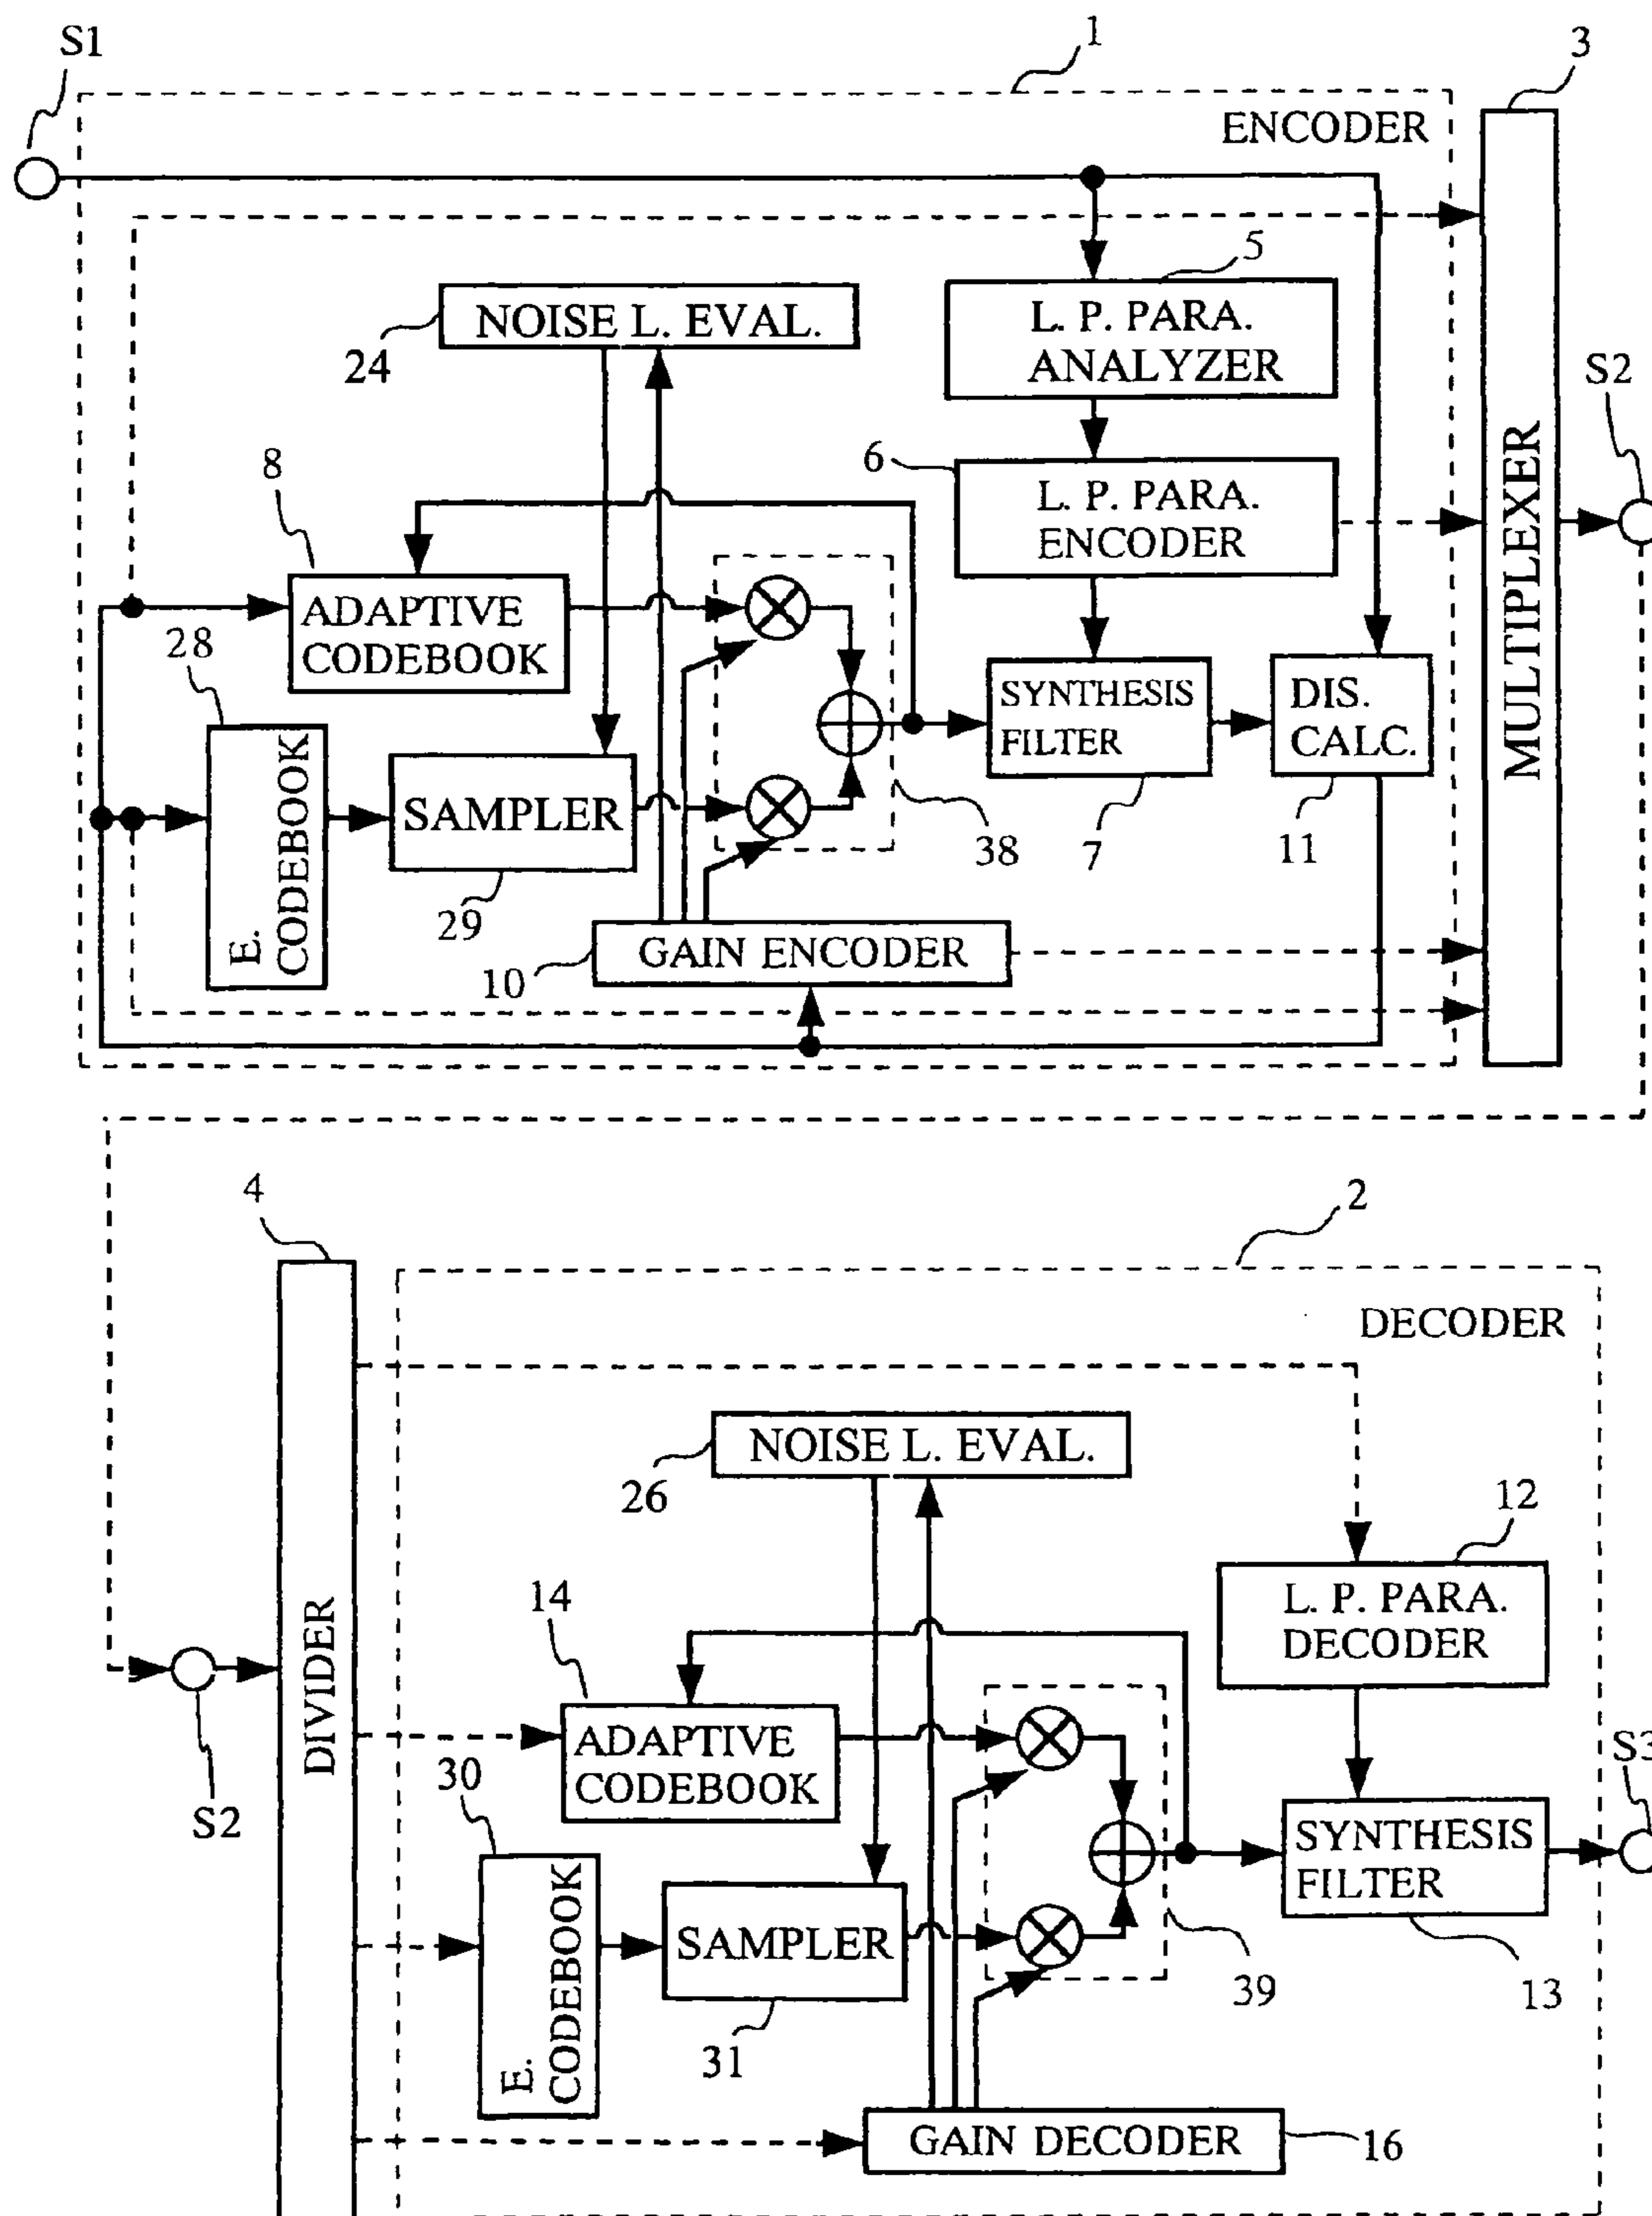 S1
1
3
ENCODER
5
NOISE L. EVAL.
L. P. PARA.
ANALYZER
24
S2
8
6
L. P. PARA.
ENCODER
MULTIPLEXER
ADAPTIVE
CODEBOOK
28
SYNTHESIS
FILTER
DIS.
CALC.
E.
CODEBOOK
SAMPLER
38
7
11
29
GAIN ENCODER
10
4
2
DECODER
NOISE L. EVAL.
26
12
L. P. PARA.
DECODER
14
DIVIDER
ADAPTIVE
CODEBOOK
S3
30
S2
SYNTHESIS
FILTER
E.
CODEBOOK
SAMPLER
39
13
31
GAIN DECODER
16